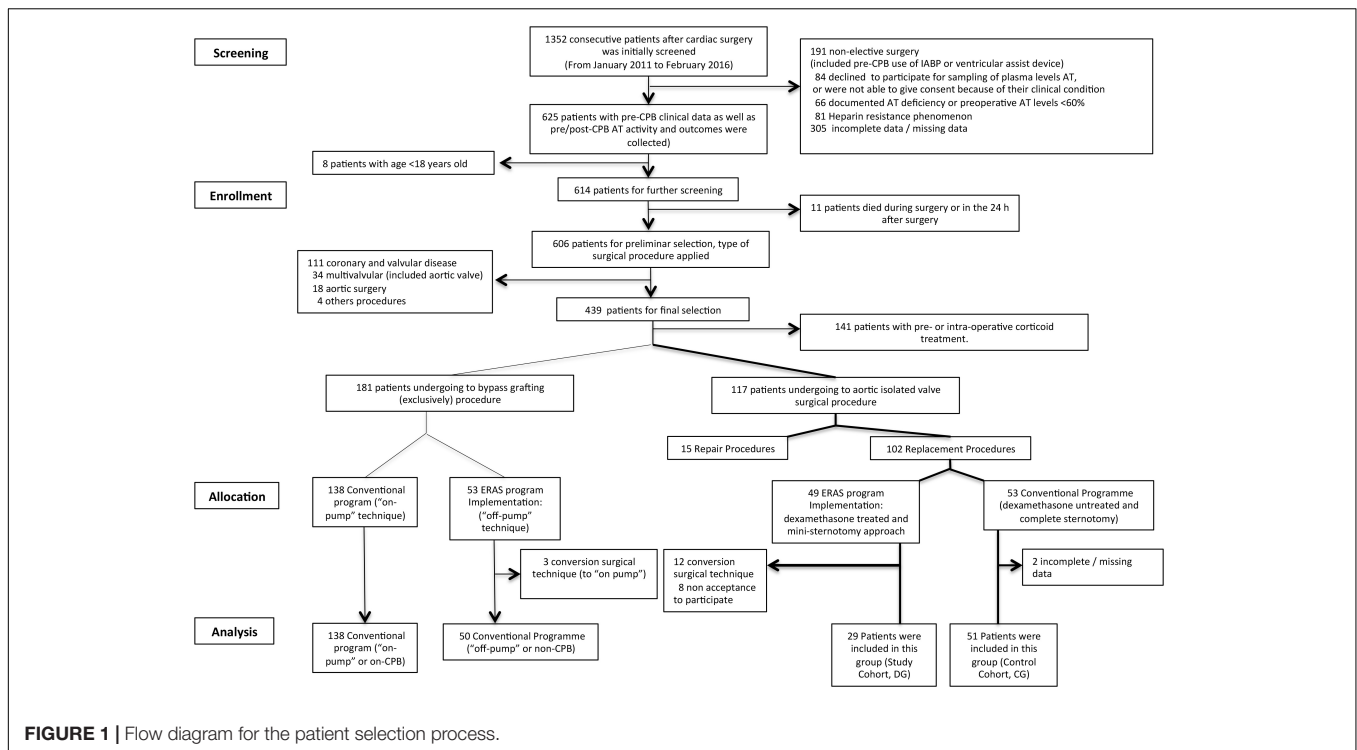 Screening
1352 consecutive patients after cardiac surgery
was initially screened
(From January 2011 to February 2016)
191 non-elective surgery
(included pre-CPB use of IABP or ventricular assist device)
84 declined to participate for sampling of plasma levels AT,
or were not able to give consent because of their clinical condition
66 documented AT deficiency or preoperative AT levels <60%
81 Heparin resistance phenomenon
305 incomplete data / missing data
625 patients with pre-CPB clinical data as well as
pre/post-CPB AT activity and outcomes were
collected)
8 patients with age <18 years old
Enrollment
614 patients for further screening
11 patients died during surgery or in the 24 h
after surgery
606 patients for preliminar selection, type of
surgical procedure applied
111 coronary and valvular disease
34 multivalvular (included aortic valve)
18 aortic surgery
4 others procedures
439 patients for final selection
141 patients with pre- or intra-operative corticoid
treatment.
181 patients undergoing to bypass grafting
(exclusively) procedure
117 patients undergoing to aortic isolated valve
surgical procedure
15 Repair Procedures
102 Replacement Procedures
Allocation
138 Conventional
program ("on-
pump" technique)
53 ERAS program
Implementation:
("off-pump"
technique)
49 ERAS program
Implementation:
dexamethasone treated and
mini-sternotomy approach
53 Conventional Programme
(dexamethasone untreated and
complete sternotomy)
3 conversion surgical
technique (to "on pump")
12 conversion
surgical technique
8 non acceptance
to participate
2 incomplete / missing
data
Analysis
138 Conventional
program ("on-
pump" or on-CPB)
50 Conventional Programme
("off-pump" or non-CPB)
29 Patients were
included in this
group (Study
Cohort, DG)
51 Patients were
included in this
group (Control
Cohort, CG)
FIGURE 1 | Flow diagram for the patient selection process.